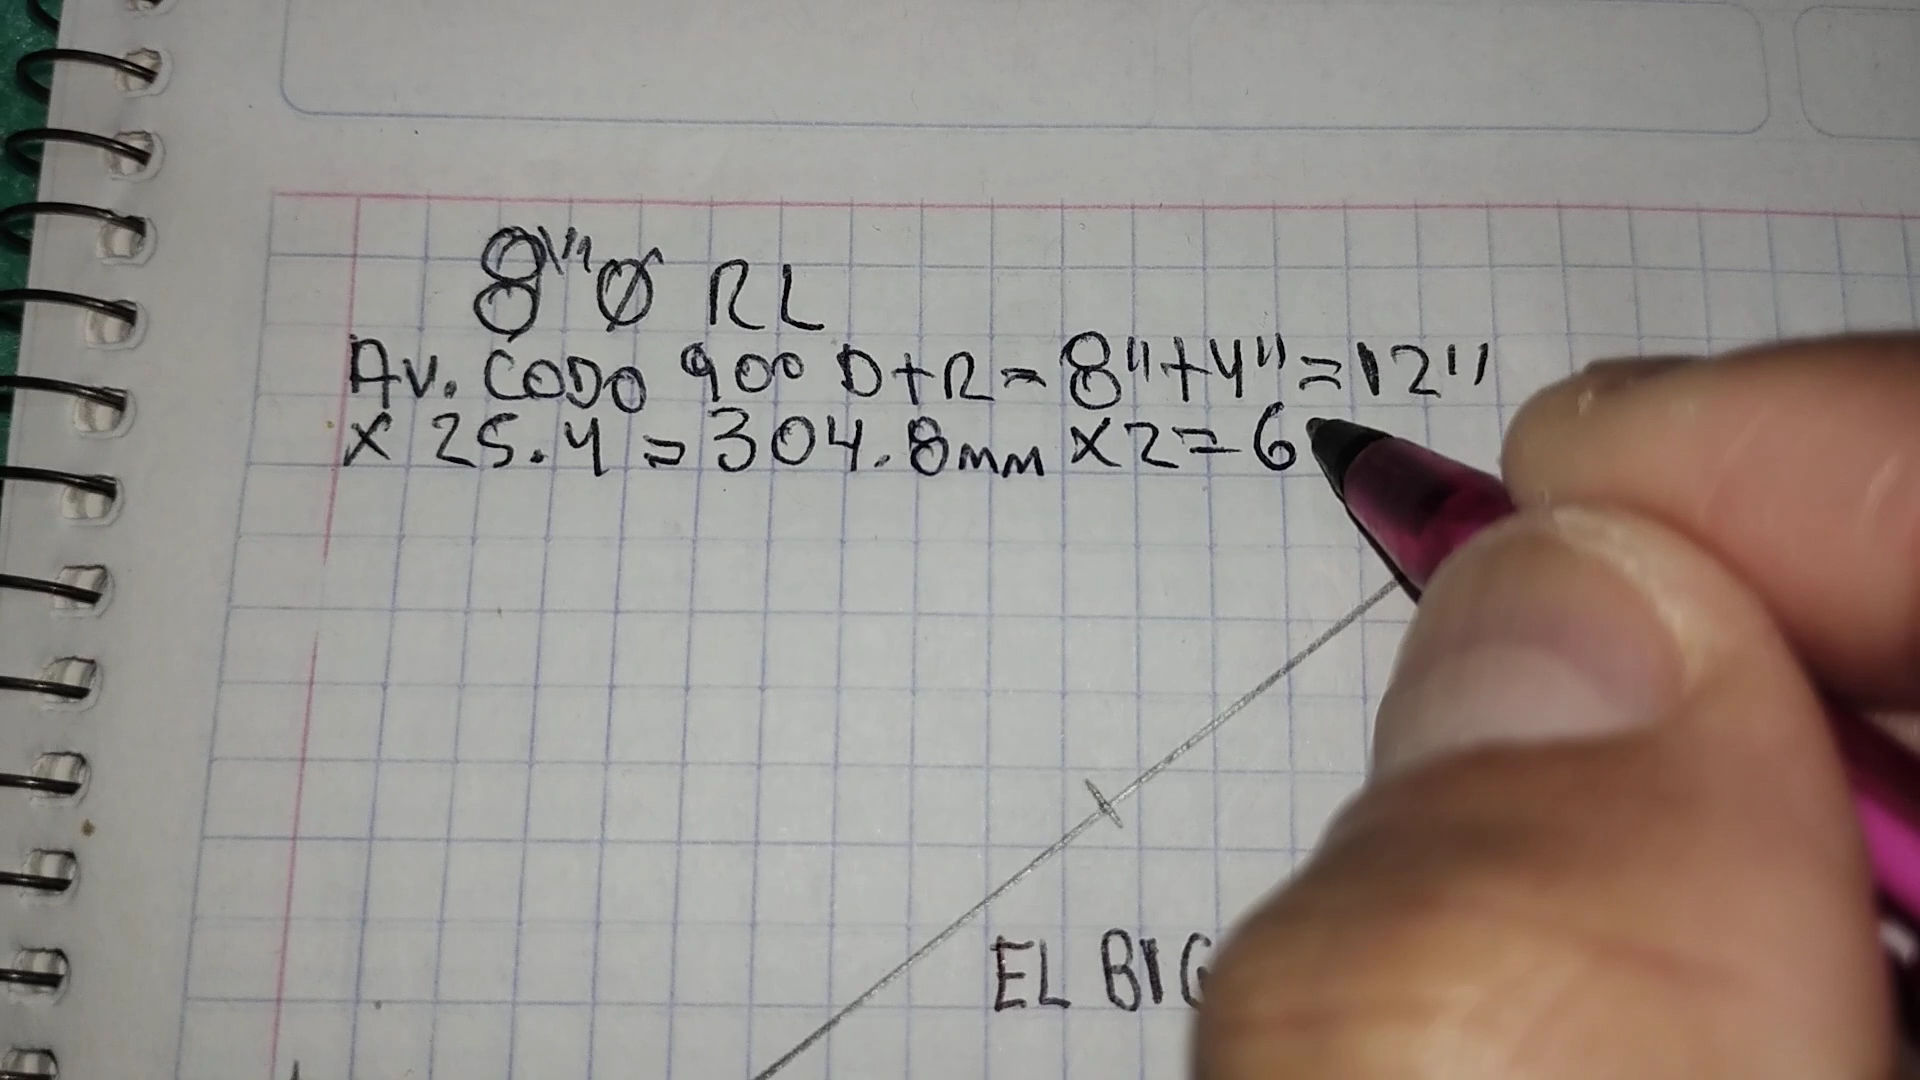 8"Ø RL
AV. CODO 90° D+R = 8"+4" = 12"
x 25.4 = 304.8mm x2=6
EL BIG